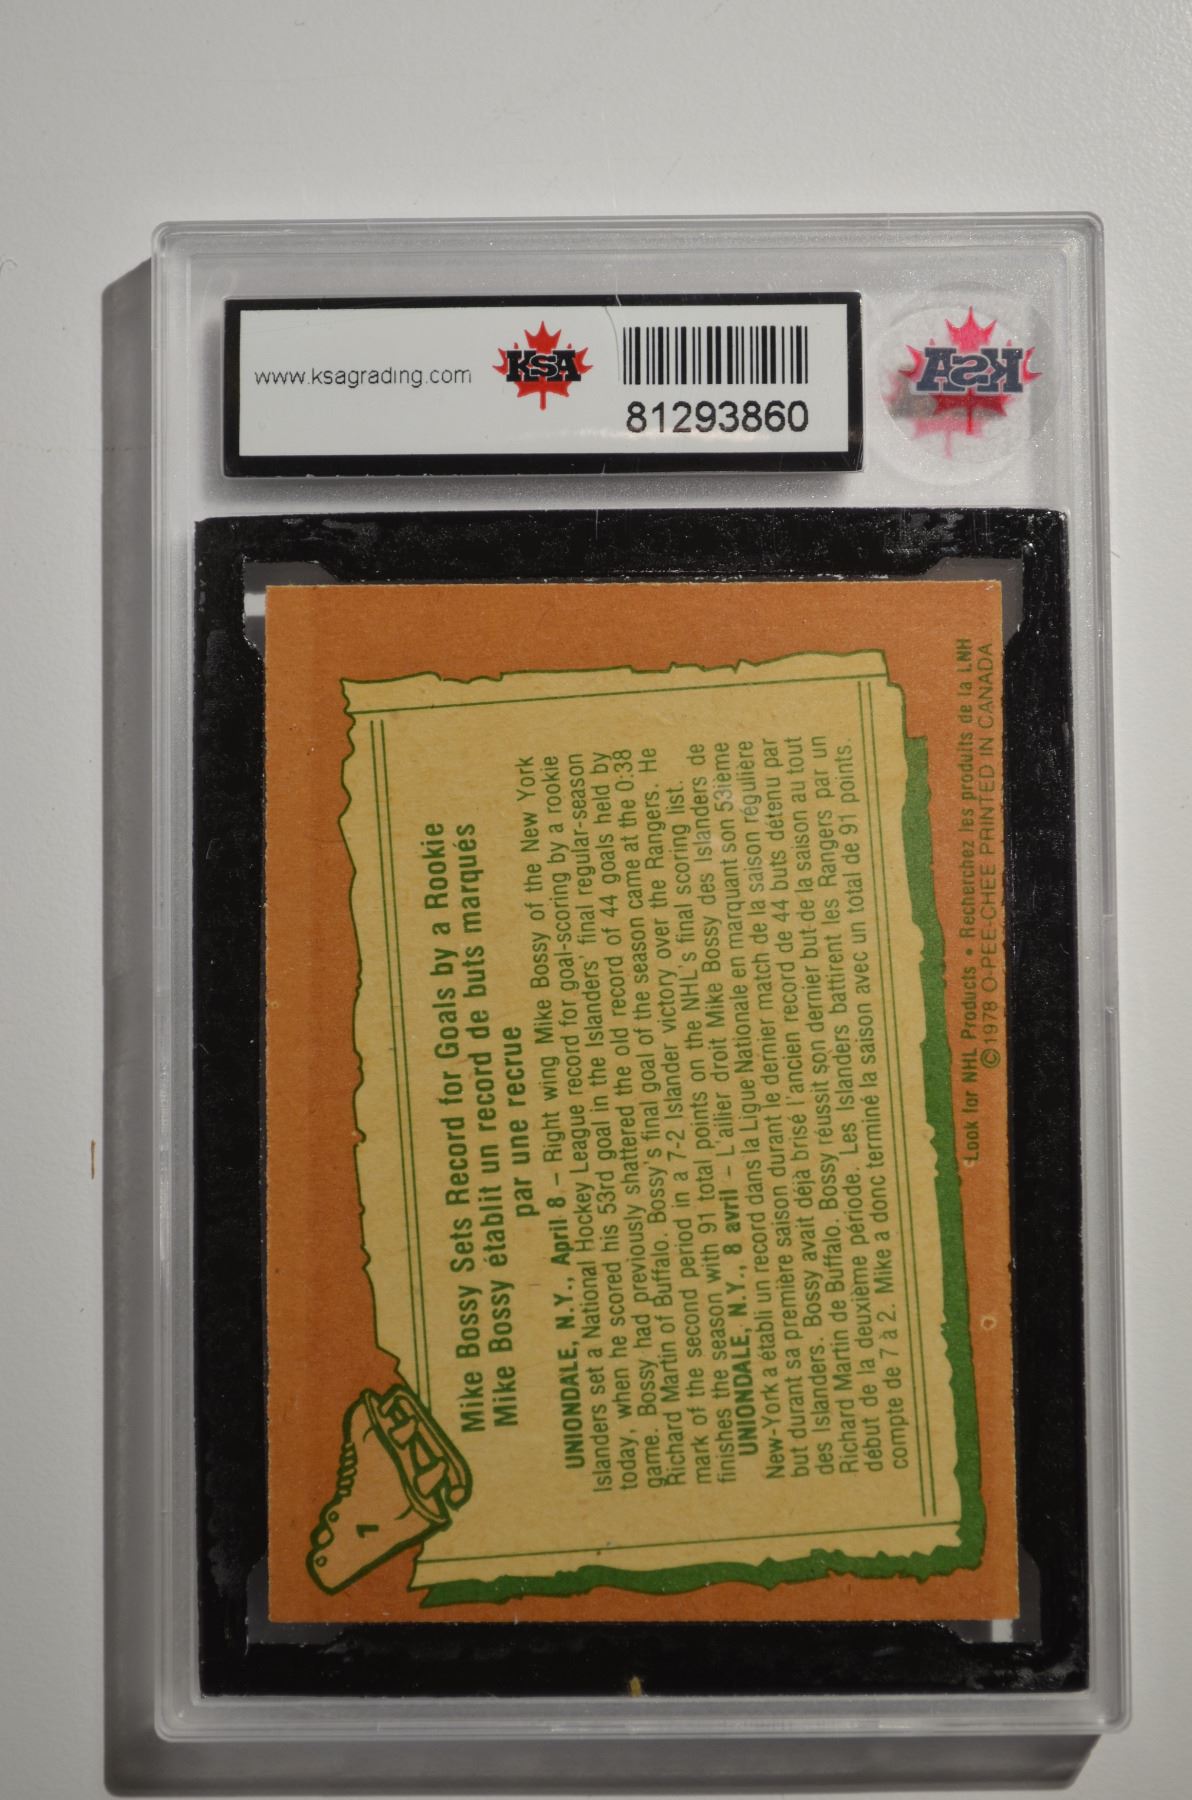 www.ksagrading.com
KSA
81293860
KSA
1
Mike Bossy Sets Record for Goals by a Rookie
Mike Bossy établit un record de buts marqués
par une recrue
UNIONDALE, N.Y., April 8 – Right wing Mike Bossy of the New York
Islanders set a National Hockey League record for goal-scoring by a rookie
today, when he scored his 53rd goal in the Islanders' final regular-season
game. Bossy had previously shattered the old record of 44 goals held by
Richard Martin of Buffalo. Bossy's final goal of the season came at the 0:38
mark of the second period in a 7-2 Islander victory over the Rangers. He
finishes the season with 91 total points on the NHL's final scoring list.
UNIONDALE, N.Y., 8 avril – L'ailier droit Mike Bossy des Islanders de
New-York a établi un record dans la Ligue Nationale en marquant son 53ième
but durant sa première saison durant le dernier match de la saison régulière
des Islanders. Bossy avait déjà brisé l'ancien record de 44 buts détenu par
Richard Martin de Buffalo. Bossy réussit son dernier but de la saison au tout
début de la deuxième période. Les Islanders battirent les Rangers par un
compte de 7 à 2. Mike a donc terminé la saison avec un total de 91 points.
Look for NHL Products • Recherchez les produits de la LNH
©1978 O-PEE-CHEE PRINTED IN CANADA